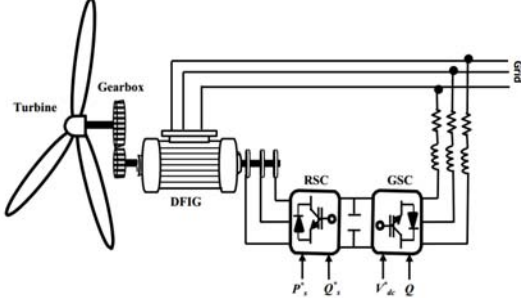 Gearbox
Grid
Turbine
DFIG
RSC
GSC
P*s
Q*s
V*dc
Q